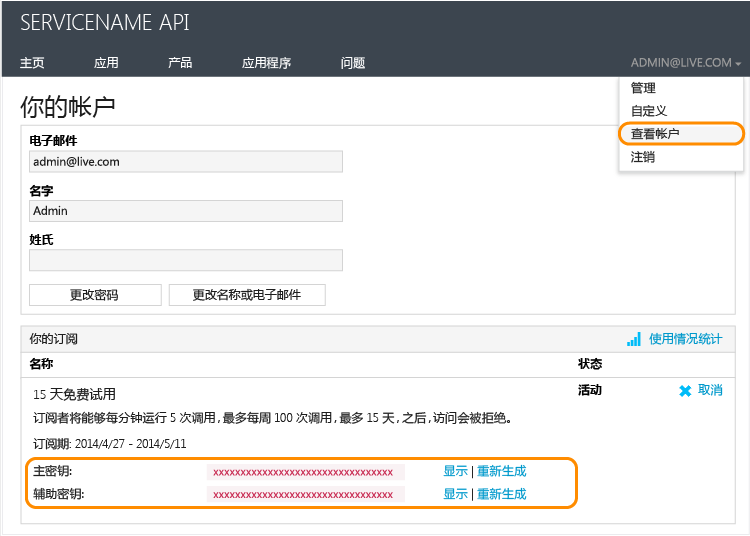 SERVICENAME API
主页 应用 产品 应用程序 问题 ADMIN@LIVE.COM
管理
自定义
查看帐户
注销
你的帐户
电子邮件
admin@live.com
名字
Admin
姓氏
更改密码 更改名称或电子邮件
你的订阅 使用情况统计
名称 状态
15 天免费试用 活动 取消
订阅者将能够每分钟运行 5 次调用,最多每周 100 次调用,最多 15 天,之后,访问会被拒绝。
订阅期: 2014/4/27 - 2014/5/11
主密钥: xxxxxxxxxxxxxxxxxxxxxxxxxxxxxxxx 显示 | 重新生成
辅助密钥: xxxxxxxxxxxxxxxxxxxxxxxxxxxxxxxx 显示 | 重新生成